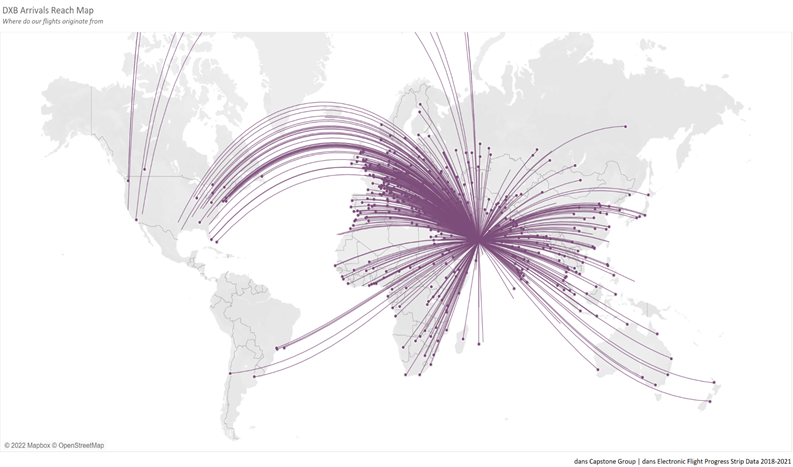 DXB Arrivals Reach Map
Where do our flights originate from
© 2022 Mapbox © OpenStreetMap
dans Capstone Group | dans Electronic Flight Progress Strip Data 2018-2021